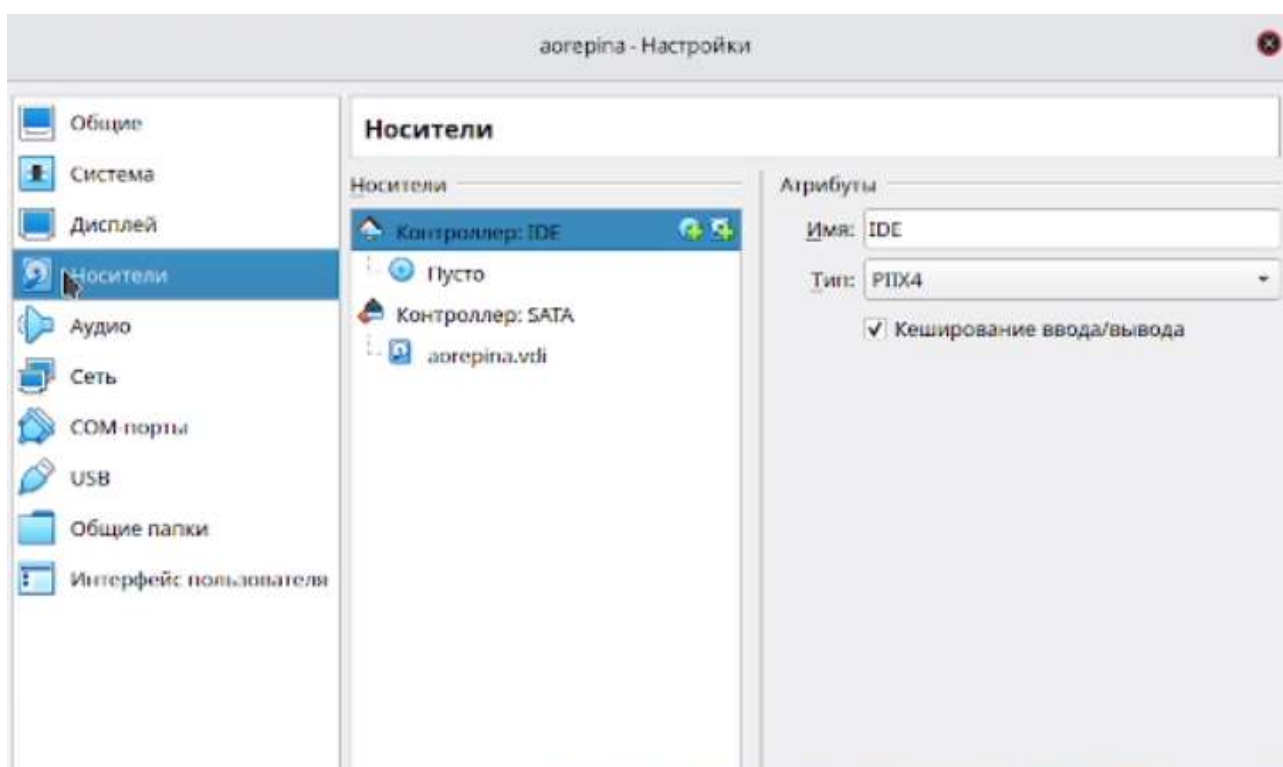 aorepina - Настройки
Общие
Система
Дисплей
Носители
Аудио
Сеть
COM-порты
USB
Общие папки
Интерфейс пользователя
Носители
Носители
Контроллер: IDE
Пусто
Контроллер: SATA
aorepina.vdi
Атрибуты
Имя: IDE
Тип: PIIX4
Кеширование ввода/вывода